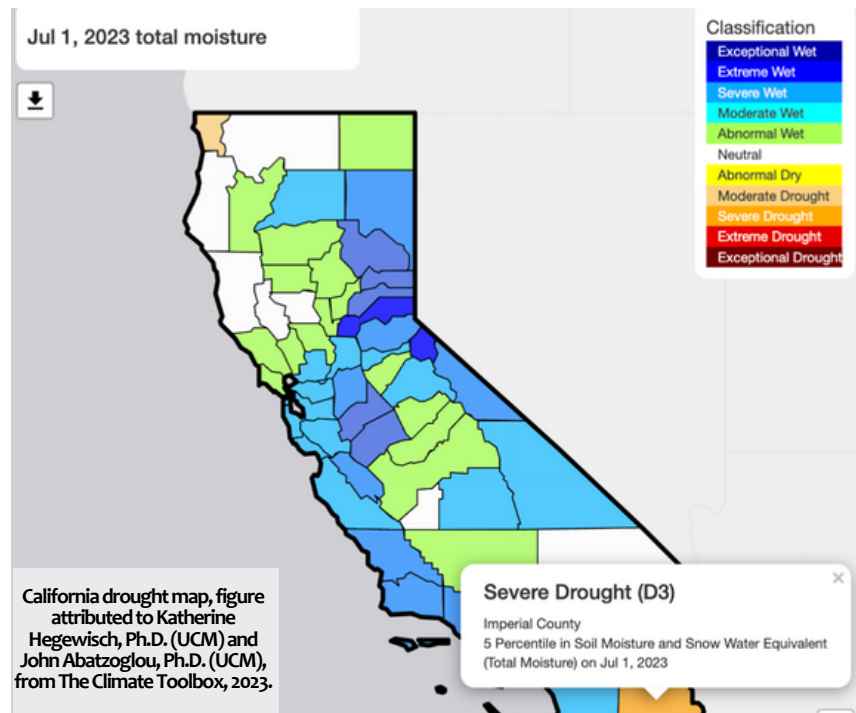 Jul 1, 2023 total moisture
Classification
Exceptional Wet
Extreme Wet
Severe Wet
Moderate Wet
Abnormal Wet
Neutral
Abnormal Dry
Moderate Drought
Severe Drought
Extreme Drought
Exceptional Drought
Severe Drought (D3)
Imperial County
5 Percentile in Soil Moisture and Snow Water Equivalent
(Total Moisture) on Jul 1, 2023
California drought map, figure
attributed to Katherine
Hegewisch, Ph.D. (UCM) and
John Abatzoglou, Ph.D. (UCM),
from The Climate Toolbox, 2023.